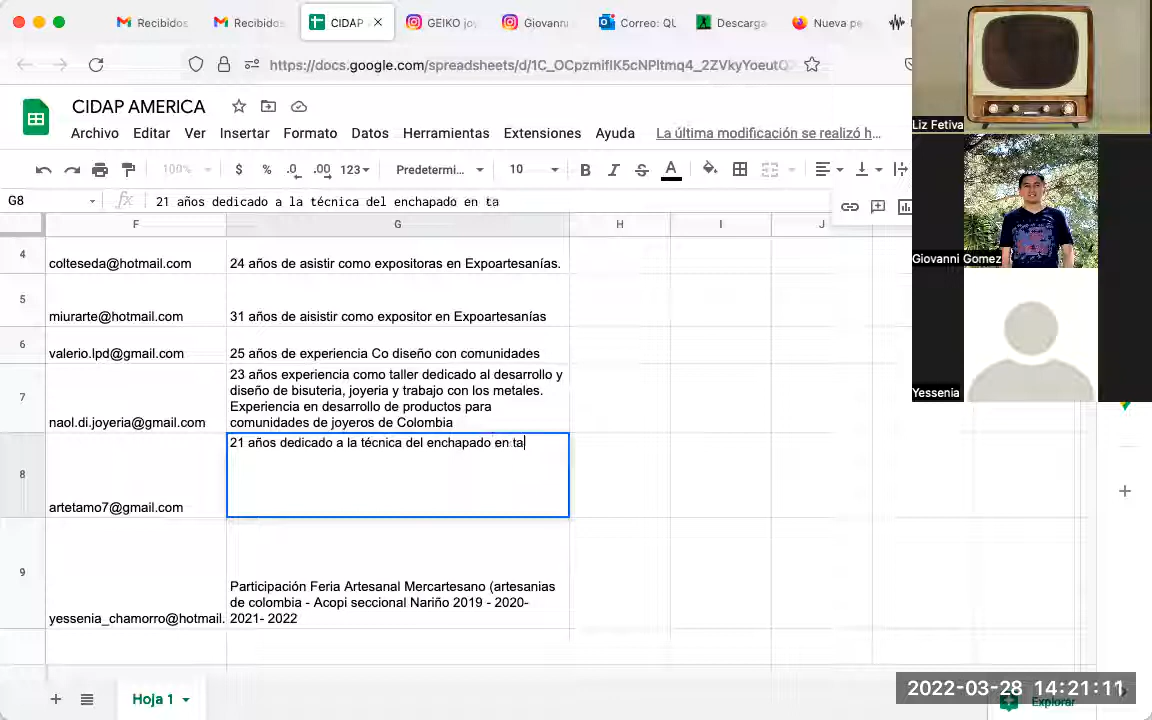 Recibidos
Recibidos
CIDAP
GEIKO joy
Giovanni
Correo: QU
Descarga
Nueva pe
https://docs.google.com/spreadsheets/d/1C_OCpzmifIK5cNPItmq4_2ZVkyYoeutQ
CIDAP AMERICA
Archivo Editar Ver Insertar Formato Datos Herramientas Extensiones Ayuda La última modificación se realizó h...
100% $ % .0 .00 123 Predetermi... 10 B I S A
G8 fx 21 años dedicado a la técnica del enchapado en ta
F G H I J
4 colteseda@hotmail.com 24 años de asistir como expositoras en Expoartesanías.
5 miurarte@hotmail.com 31 años de aisistir como expositor en Expoartesanías
6 valerio.lpd@gmail.com 25 años de experiencia Co diseño con comunidades
23 años experiencia como taller dedicado al desarrollo y
diseño de bisuteria, joyeria y trabajo con los metales.
7 Experiencia en desarrollo de productos para
naol.di.joyeria@gmail.com comunidades de joyeros de Colombia
21 años dedicado a la técnica del enchapado en ta
8
artetamo7@gmail.com
9
Participación Feria Artesanal Mercartesano (artesanias
de colombia - Acopi seccional Nariño 2019 - 2020-
yessenia_chamorro@hotmail. 2021- 2022
Hoja 1
Explorar
2022-03-28 14:21:11
Liz Fetiva
Giovanni Gomez
Yessenia